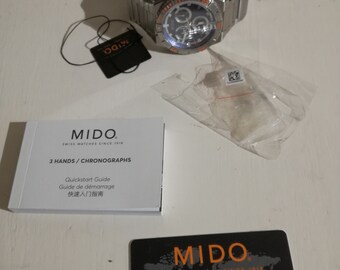 MIDO
MIDO
SWISS WATCHES SINCE 1918
3 HANDS / CHRONOGRAPHS
Quickstart Guide
Guide de démarrage
快速入门指南
MIDO